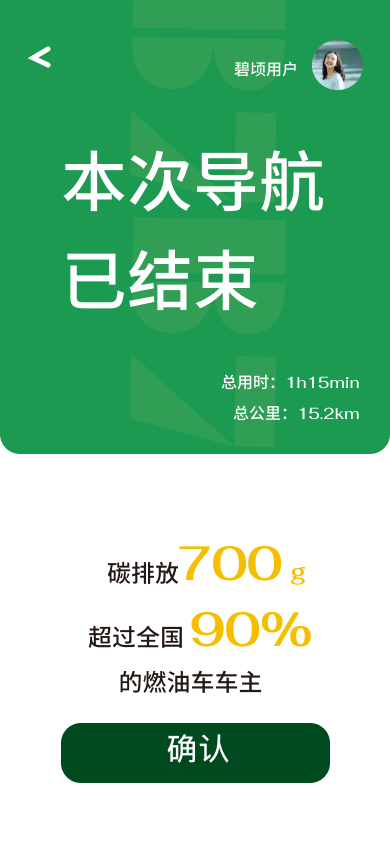 碧顷用户
本次导航
已结束
总用时：1h15min
总公里：15.2km
碳排放700 g
超过全国 90%
的燃油车车主
确认